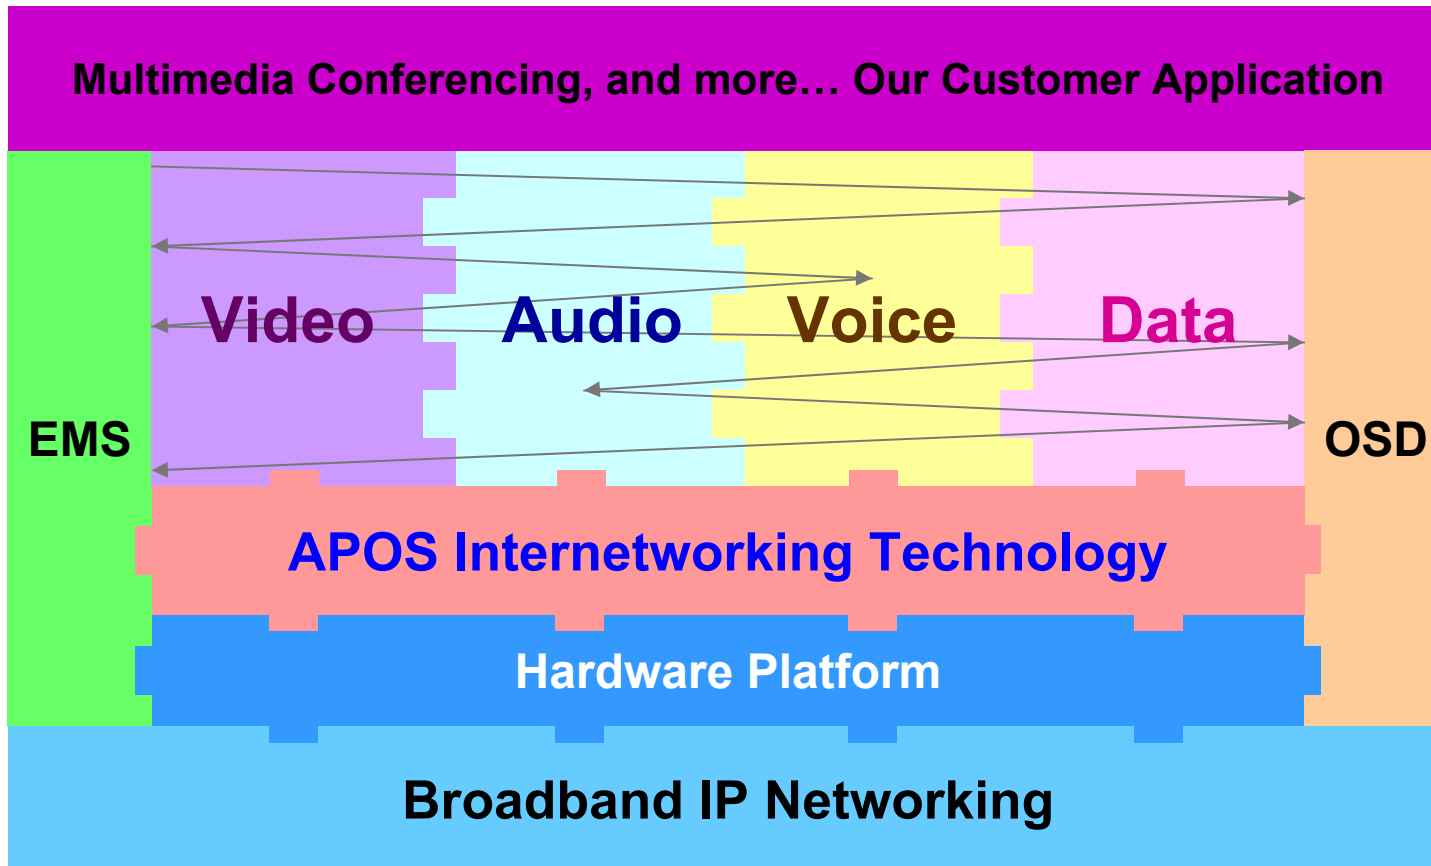 Multimedia Conferencing, and more… Our Customer Application
Video Audio Voice Data
EMS OSD
APOS Internetworking Technology
Hardware Platform
Broadband IP Networking